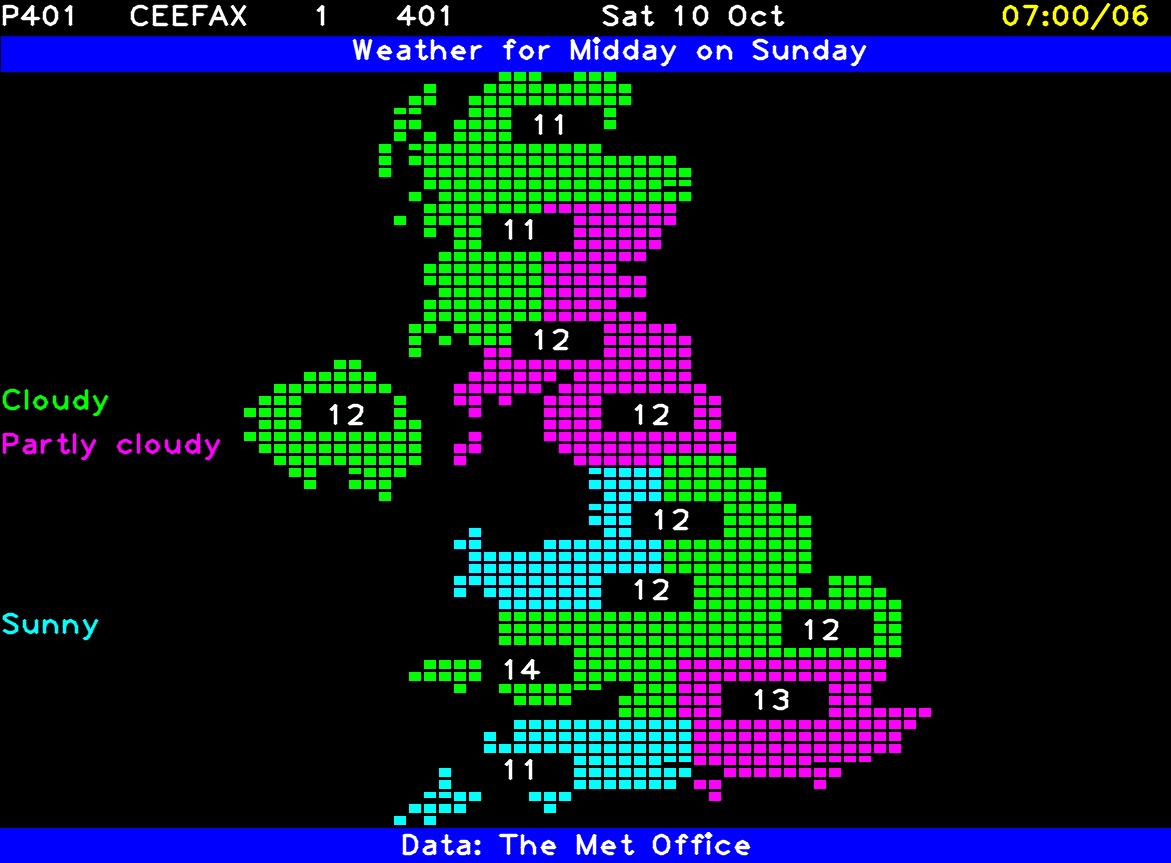 P401 CEEFAX 1 401 Sat 10 Oct 07:00/06
Weather for Midday on Sunday
11
11
12
Cloudy
12 12
Partly cloudy
12
12
Sunny
12
14
13
11
Data: The Met Office